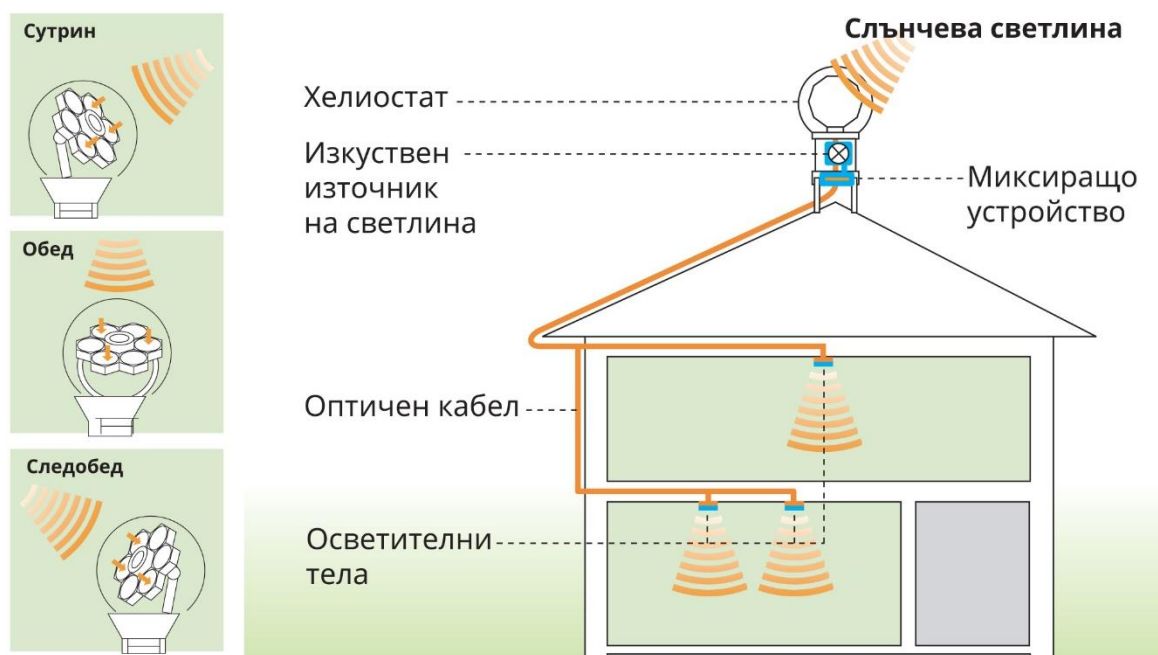 Сутрин
Обед
Следобед
Слънчева светлина
Хелиостат
Изкуствен
източник
на светлина
Миксиращо
устройство
Оптичен кабел
Осветителни
тела